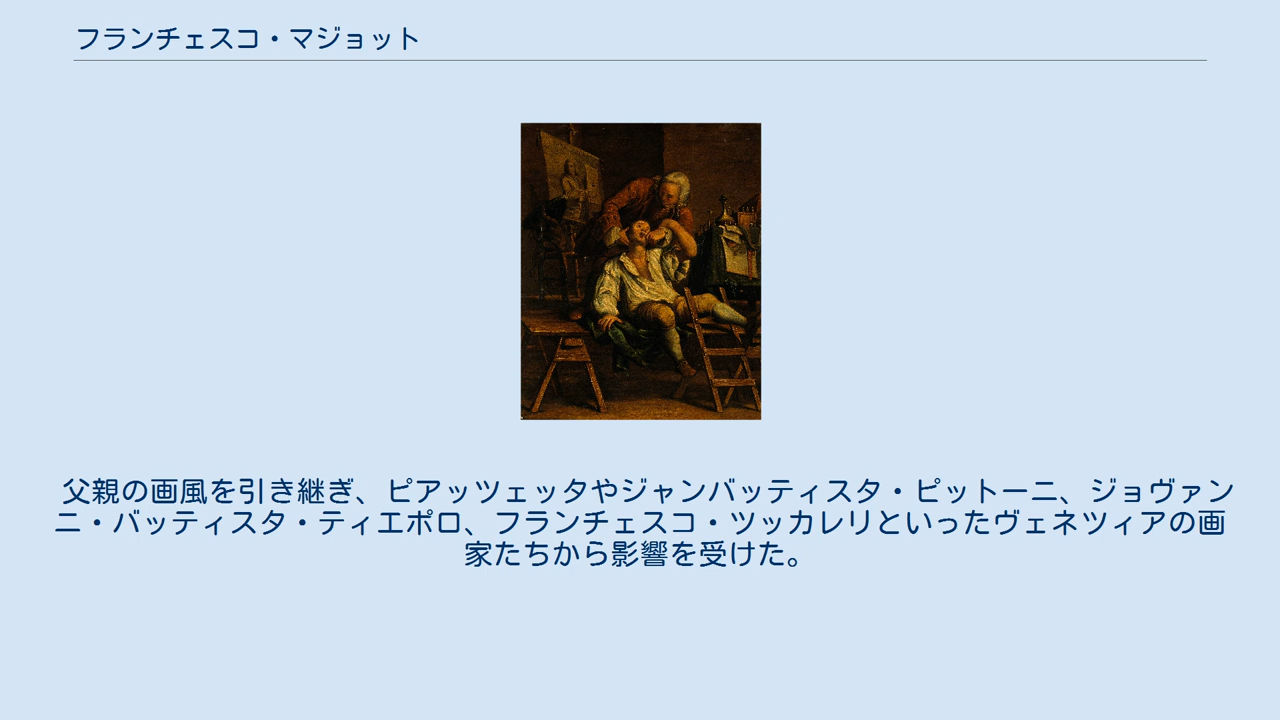 フランチェスコ・マジョット
父親の画風を引き継ぎ、ピアッツェッタやジャンバッティスタ・ピットーニ、ジョヴァン
ニ・バッティスタ・ティエポロ、フランチェスコ・ツッカレリといったヴェネツィアの画
家たちから影響を受けた。